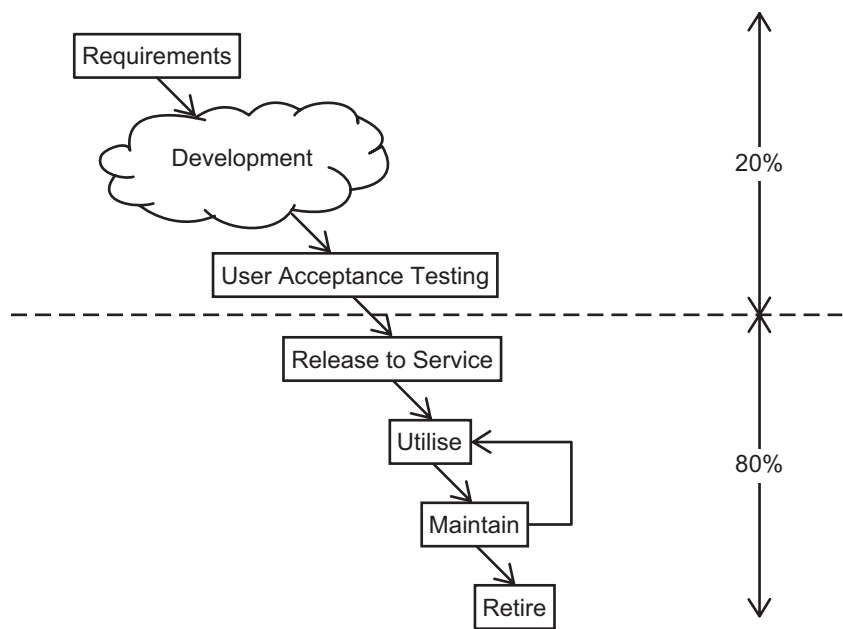 Requirements
Development
20%
User Acceptance Testing
Release to Service
Utilise
80%
Maintain
Retire